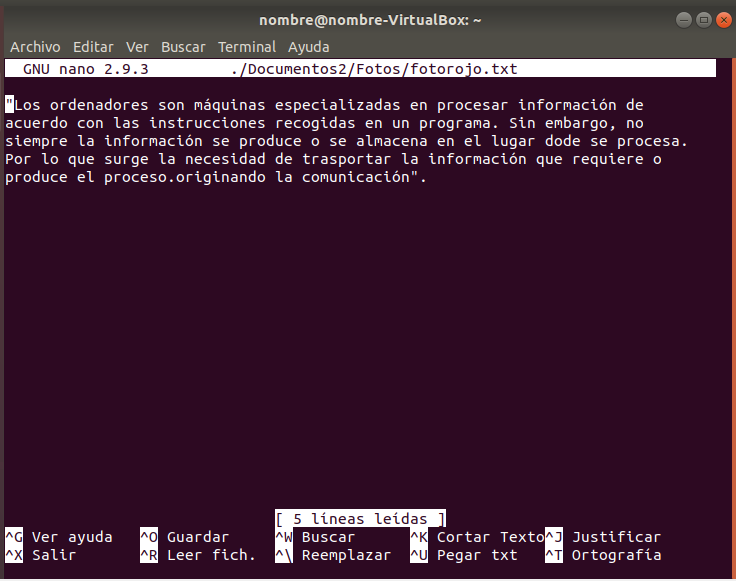 nombre@nombre-VirtualBox: ~
Archivo Editar Ver Buscar Terminal Ayuda
GNU nano 2.9.3 ./Documentos2/Fotos/fotorojo.txt
"Los ordenadores son máquinas especializadas en procesar información de
acuerdo con las instrucciones recogidas en un programa. Sin embargo, no
siempre la información se produce o se almacena en el lugar dode se procesa.
Por lo que surge la necesidad de trasportar la información que requiere o
produce el proceso.originando la comunicación".
[ 5 líneas leídas ]
^G Ver ayuda ^O Guardar ^W Buscar ^K Cortar Texto ^J Justificar
^X Salir ^R Leer fich. ^\ Reemplazar ^U Pegar txt ^T Ortografía